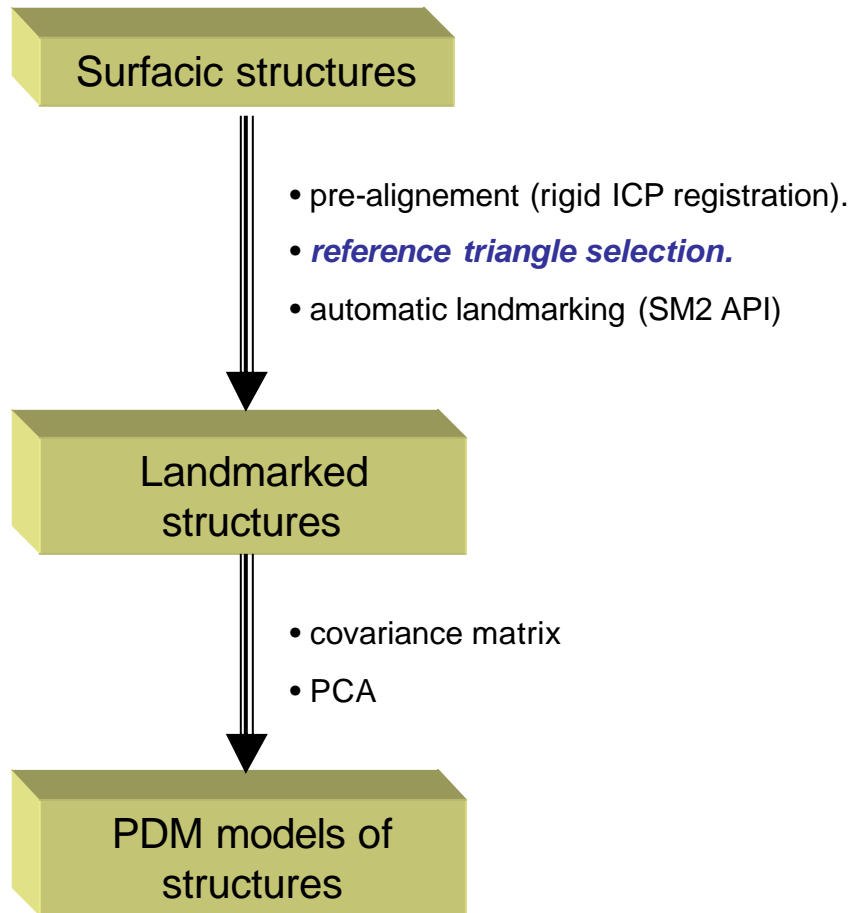 Surfacic structures
• pre-alignement (rigid ICP registration).
• reference triangle selection.
• automatic landmarking (SM2 API)
Landmarked
structures
• covariance matrix
• PCA
PDM models of
structures